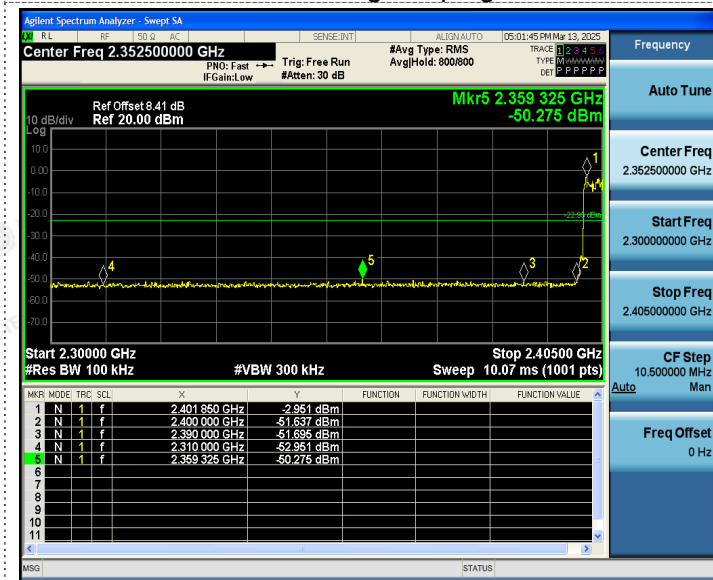 Agilent Spectrum Analyzer - Swept SA
RL RF 50 Ω AC SENSE:INT ALIGNAUTO 05:01:45 PM Mar 13, 2025
Center Freq 2.352500000 GHz
PNO: Fast
IFGain:Low
Trig: Free Run
#Atten: 30 dB
#Avg Type: RMS
Avg|Hold: 800/800
TRACE 1 2 3 4 5 6
TYPE M
DET P P P P P P
Mkr5 2.359 325 GHz
-50.275 dBm
Ref Offset 8.41 dB
Ref 20.00 dBm
10 dB/div
Log
10.0
0.00
-10.0
-20.0
-30.0
-40.0
-50.0
-60.0
-70.0
1
2
3
4
5
Start 2.30000 GHz Stop 2.40500 GHz
#Res BW 100 kHz #VBW 300 kHz Sweep 10.07 ms (1001 pts)
MKR MODE TRC SCL X Y FUNCTION FUNCTION WIDTH FUNCTION VALUE
1 N 1 f 2.401 850 GHz -2.951 dBm
2 N 1 f 2.400 000 GHz -51.637 dBm
3 N 1 f 2.390 000 GHz -51.695 dBm
4 N 1 f 2.310 000 GHz -52.951 dBm
5 N 1 f 2.359 325 GHz -50.275 dBm
6
7
8
9
10
11
MSG STATUS
Frequency
Auto Tune
Center Freq
2.352500000 GHz
Start Freq
2.300000000 GHz
Stop Freq
2.405000000 GHz
CF Step
10.500000 MHz
Auto Man
Freq Offset
0 Hz